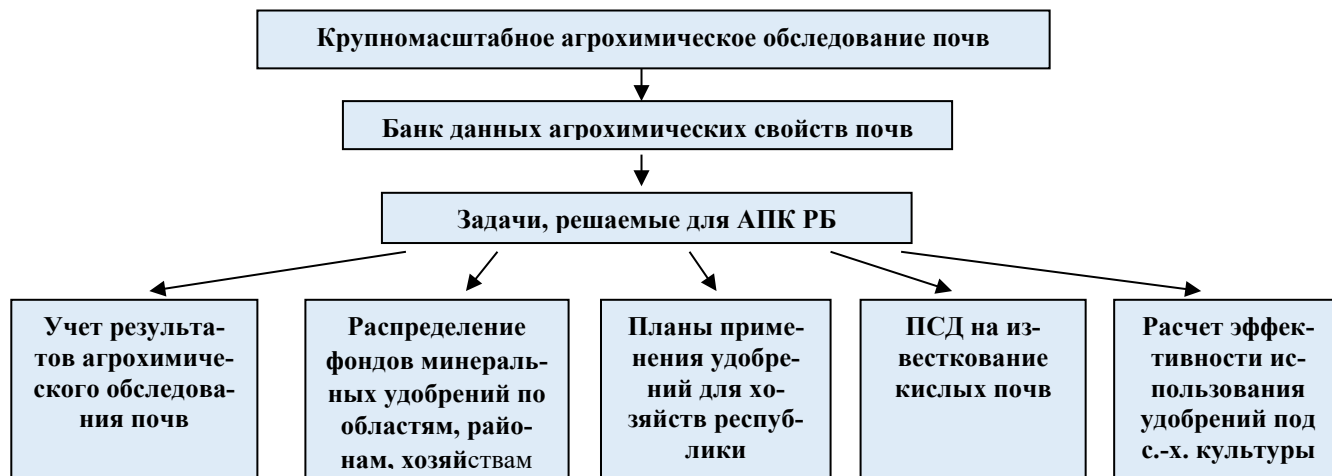 Крупномасштабное агрохимическое обследование почв
Банк данных агрохимических свойств почв
Задачи, решаемые для АПК РБ
Учет результа-
тов агрохимиче-
ского обследова-
ния почв
Распределение
фондов минераль-
ных удобрений по
областям, райо-
нам, хозяйствам
Планы приме-
нения удобре-
ний для хо-
зяйств респуб-
лики
ПСД на из-
весткование
кислых почв
Расчет эффек-
тивности ис-
пользования
удобрений под
с.-х. культуры